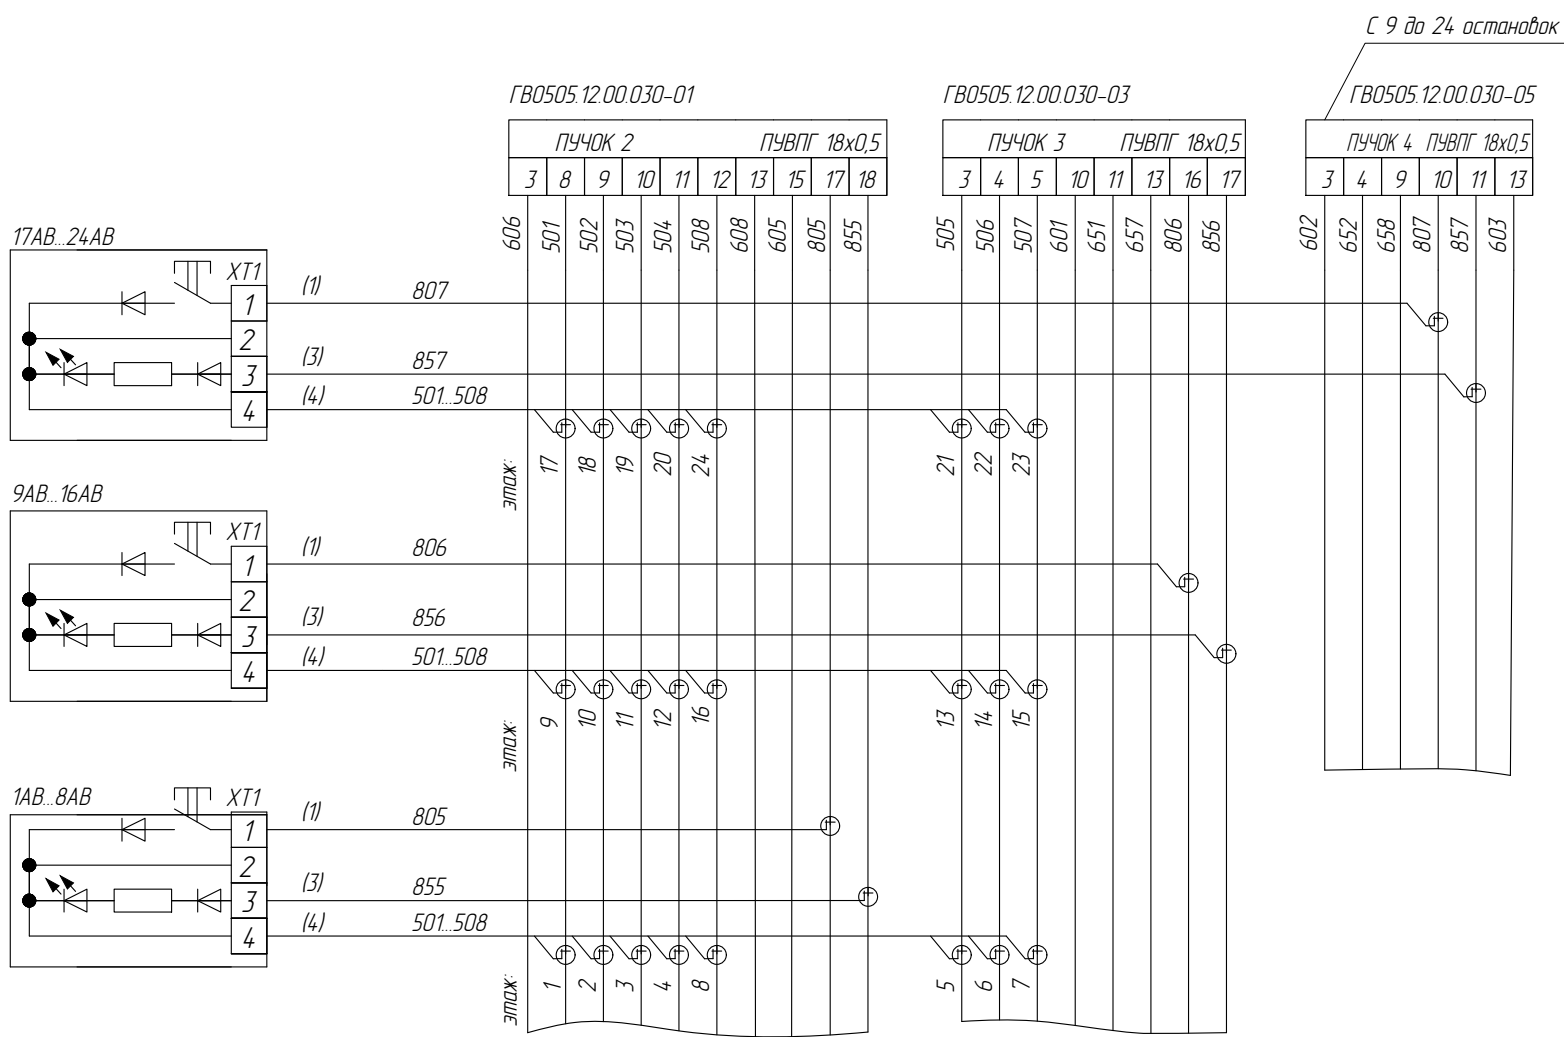 С 9 до 24 остановок
ГВ0505.12.00.030-01
ГВ0505.12.00.030-03
ГВ0505.12.00.030-05
ПУЧОК 2 ПУВПГ 18х0,5
ПУЧОК 3 ПУВПГ 18х0,5
ПУЧОК 4 ПУВПГ 18х0,5
3 8 9 10 11 12 13 15 17 18
3 4 5 10 11 13 16 17
3 4 9 10 11 13
606 501 502 503 504 508 608 605 805 855
505 506 507 601 651 657 806 856
602 652 658 807 857 603
17АВ...24АВ
ХТ1
1 (1) 807
2
3 (3) 857
4 (4) 501...508
этаж: 17 18 19 20 24 21 22 23
9АВ...16АВ
ХТ1
1 (1) 806
2
3 (3) 856
4 (4) 501...508
этаж: 9 10 11 12 16 13 14 15
1АВ...8АВ
ХТ1
1 (1) 805
2
3 (3) 855
4 (4) 501...508
этаж: 1 2 3 4 8 5 6 7